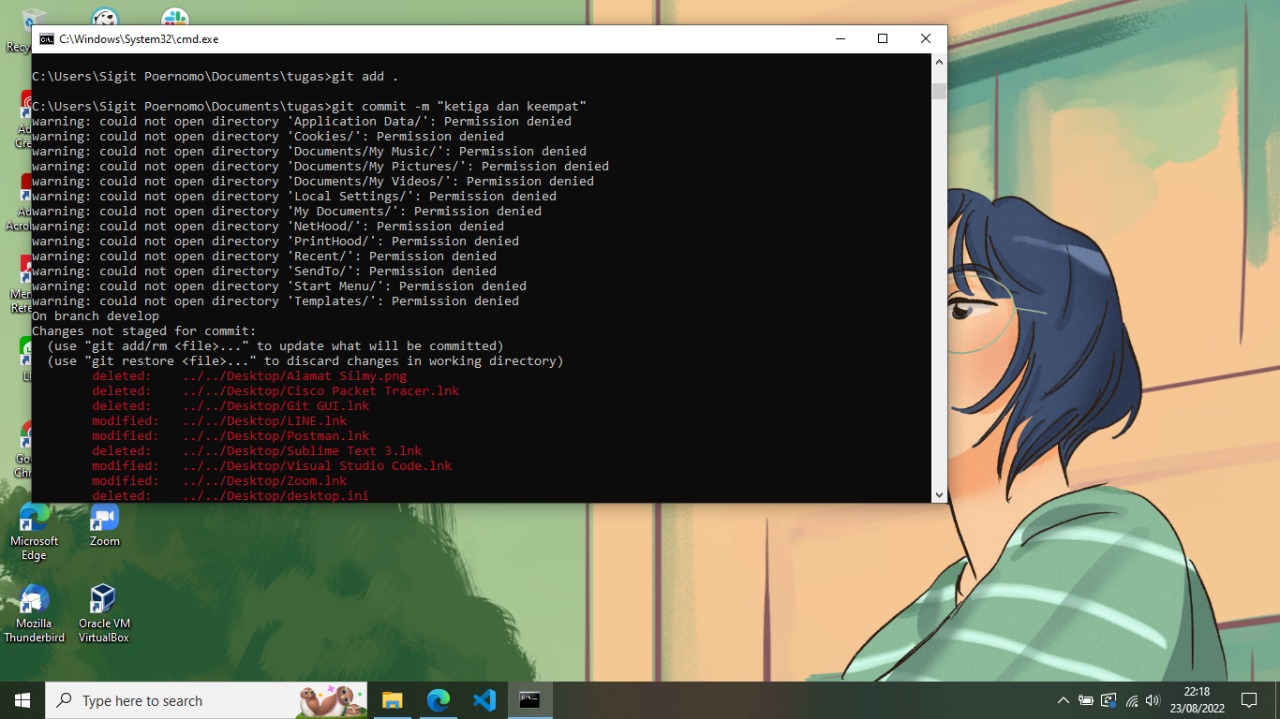 C:\Windows\System32\cmd.exe
C:\Users\Sigit Poernomo\Documents\tugas>git add .
C:\Users\Sigit Poernomo\Documents\tugas>git commit -m "ketiga dan keempat"
warning: could not open directory 'Application Data/': Permission denied
warning: could not open directory 'Cookies/': Permission denied
warning: could not open directory 'Documents/My Music/': Permission denied
warning: could not open directory 'Documents/My Pictures/': Permission denied
warning: could not open directory 'Documents/My Videos/': Permission denied
warning: could not open directory 'Local Settings/': Permission denied
warning: could not open directory 'My Documents/': Permission denied
warning: could not open directory 'NetHood/': Permission denied
warning: could not open directory 'PrintHood/': Permission denied
warning: could not open directory 'Recent/': Permission denied
warning: could not open directory 'SendTo/': Permission denied
warning: could not open directory 'Start Menu/': Permission denied
warning: could not open directory 'Templates/': Permission denied
On branch develop
Changes not staged for commit:
(use "git add/rm <file>..." to update what will be committed)
(use "git restore <file>..." to discard changes in working directory)
deleted: ../../Desktop/Alamat Silmy.png
deleted: ../../Desktop/Cisco Packet Tracer.lnk
deleted: ../../Desktop/Git GUI.lnk
modified: ../../Desktop/LINE.lnk
modified: ../../Desktop/Postman.lnk
deleted: ../../Desktop/Sublime Text 3.lnk
modified: ../../Desktop/Visual Studio Code.lnk
modified: ../../Desktop/Zoom.lnk
deleted: ../../Desktop/desktop.ini
Microsoft Edge
Zoom
Mozilla Thunderbird
Oracle VM VirtualBox
Type here to search
22:18
23/08/2022